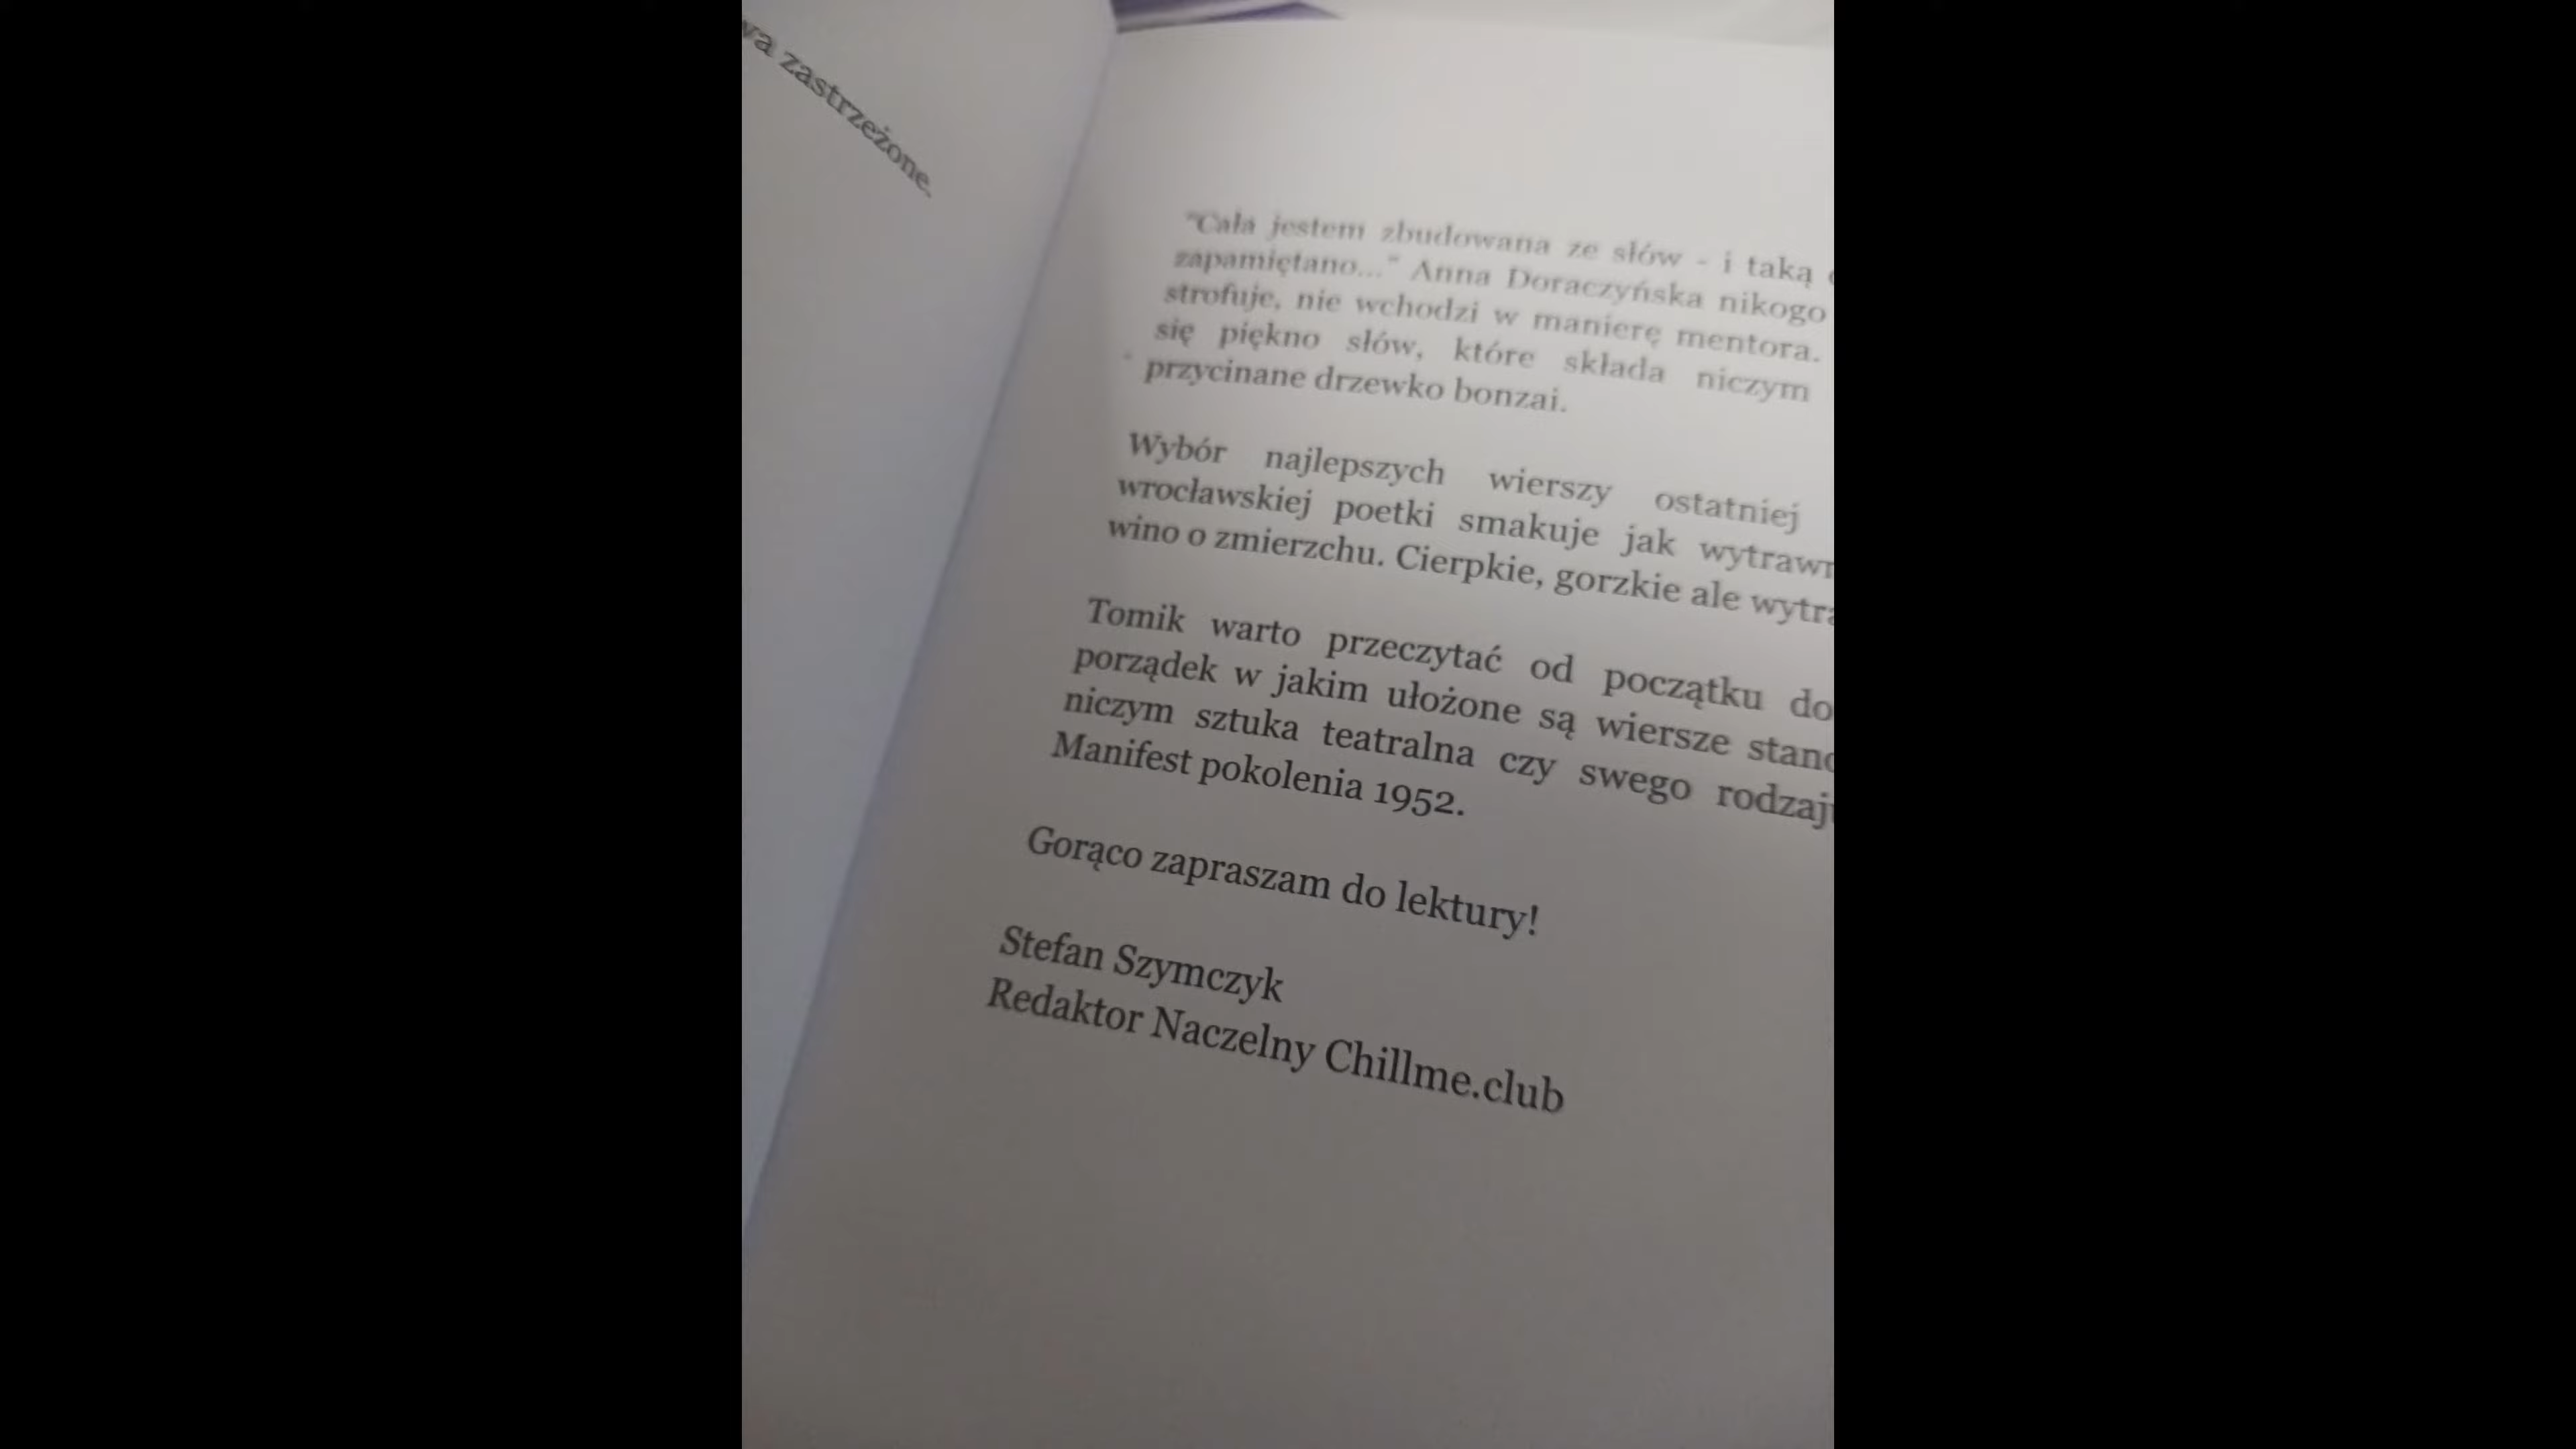 zastrzeżone.
"Cała jestem zbudowana ze słów - i taką
zapamiętano..." Anna Doraczyńska nikogo
strofuje, nie wchodzi w manierę mentora.
się piękno słów, które składa niczym
przycinane drzewko bonzai.
Wybór najlepszych wierszy ostatniej
wrocławskiej poetki smakuje jak
wino o zmierzchu. Cierpkie, gorzkie ale
Tomik warto przeczytać od początku do
porządek w jakim ułożone są wiersze
niczym sztuka teatralna czy swego
Manifest pokolenia 1952.
Gorąco zapraszam do lektury!
Stefan Szymczyk
Redaktor Naczelny Chillme.club